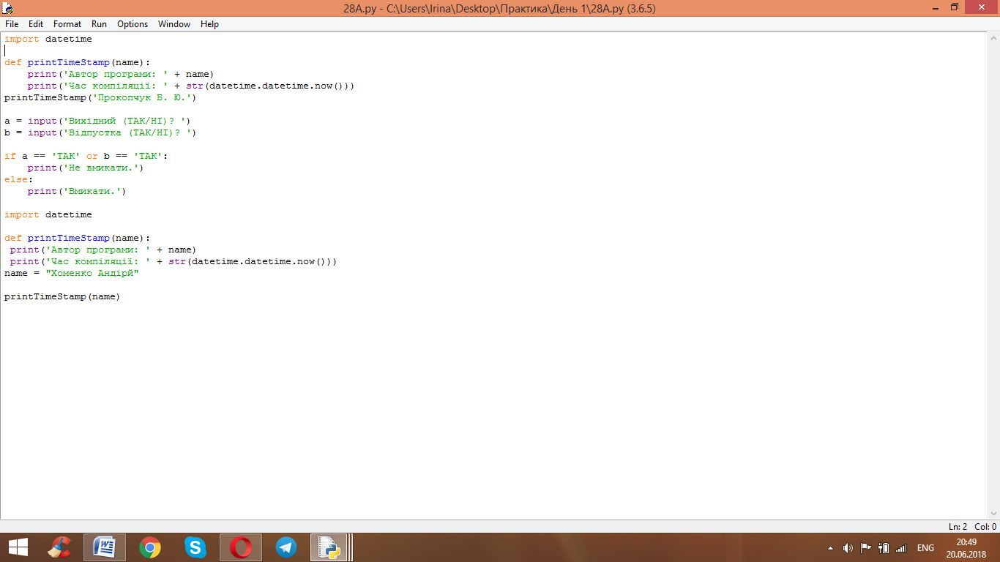 28A.py - C:\Users\Irina\Desktop\Практика\День 1\28A.py (3.6.5)
File Edit Format Run Options Window Help
import datetime
def printTimeStamp(name):
    print('Автор програми: ' + name)
    print('Час компіляції: ' + str(datetime.datetime.now()))
printTimeStamp('Прокопчук Б. Ю.')
a = input('Вихідний (ТАК/НІ)? ')
b = input('Відпустка (ТАК/НІ)? ')
if a == 'ТАК' or b == 'ТАК':
    print('Не вмикати.')
else:
    print('Вмикати.')
import datetime
def printTimeStamp(name):
 print('Автор програми: ' + name)
 print('Час компіляції: ' + str(datetime.datetime.now()))
name = "Хоменко Андірй"
printTimeStamp(name)
Ln: 2 Col: 0
ENG
20:49
20.06.2018